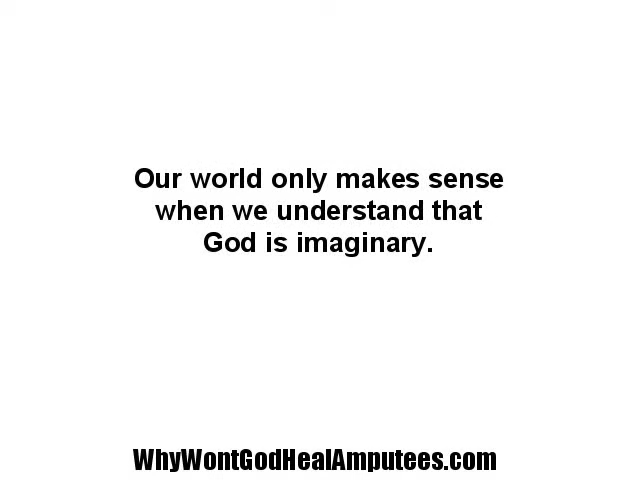 Our world only makes sense
when we understand that
God is imaginary.
WhyWontGodHealAmputees.com